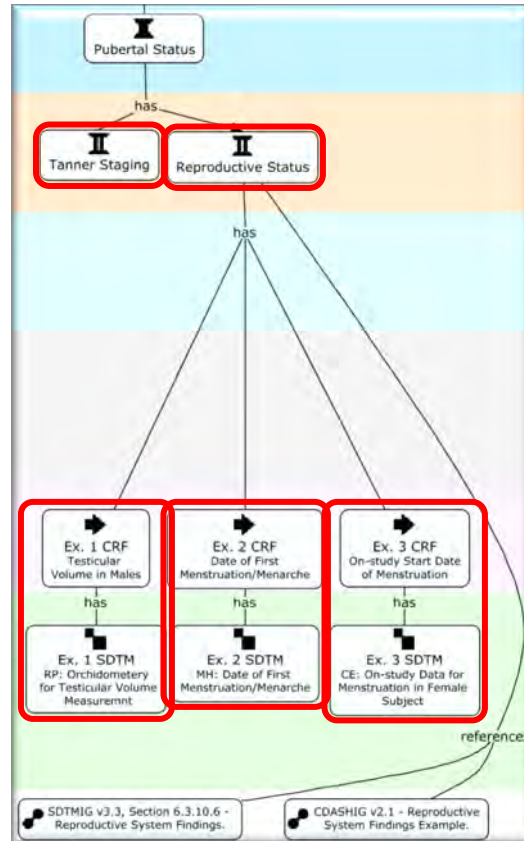 Pubertal Status
has
Tanner Staging
Reproductive Status
has
Ex. 1 CRF
Testicular
Volume in Males
Ex. 2 CRF
Date of First
Menstruation/Menarche
Ex. 3 CRF
On-study Start Date
of Menstruation
has
has
has
Ex. 1 SDTM
RP: Orchidometery
for Testicular Volume
Measuremnt
Ex. 2 SDTM
MH: Date of First
Menstruation/Menarche
Ex. 3 SDTM
CE: On-study Data for
Menstruation in Female
Subject
reference
SDTMIG v3.3, Section 6.3.10.6 -
Reproductive System Findings.
CDASHIG v2.1 - Reproductive
System Findings Example.